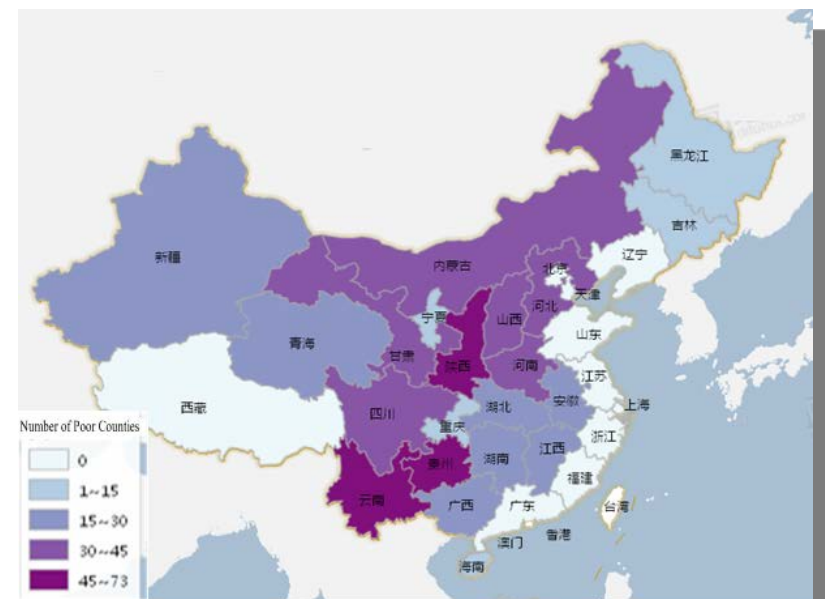 黑龙江
吉林
辽宁
新疆
内蒙古
北京
天津
河北
宁夏
山西
青海
山东
甘肃
陕西
河南
江苏
西藏
四川
重庆
湖北
安徽
上海
浙江
贵州
湖南
江西
福建
云南
广西
广东
台湾
澳门
香港
海南
Number of Poor Counties
0
1~15
15~30
30~45
45~73